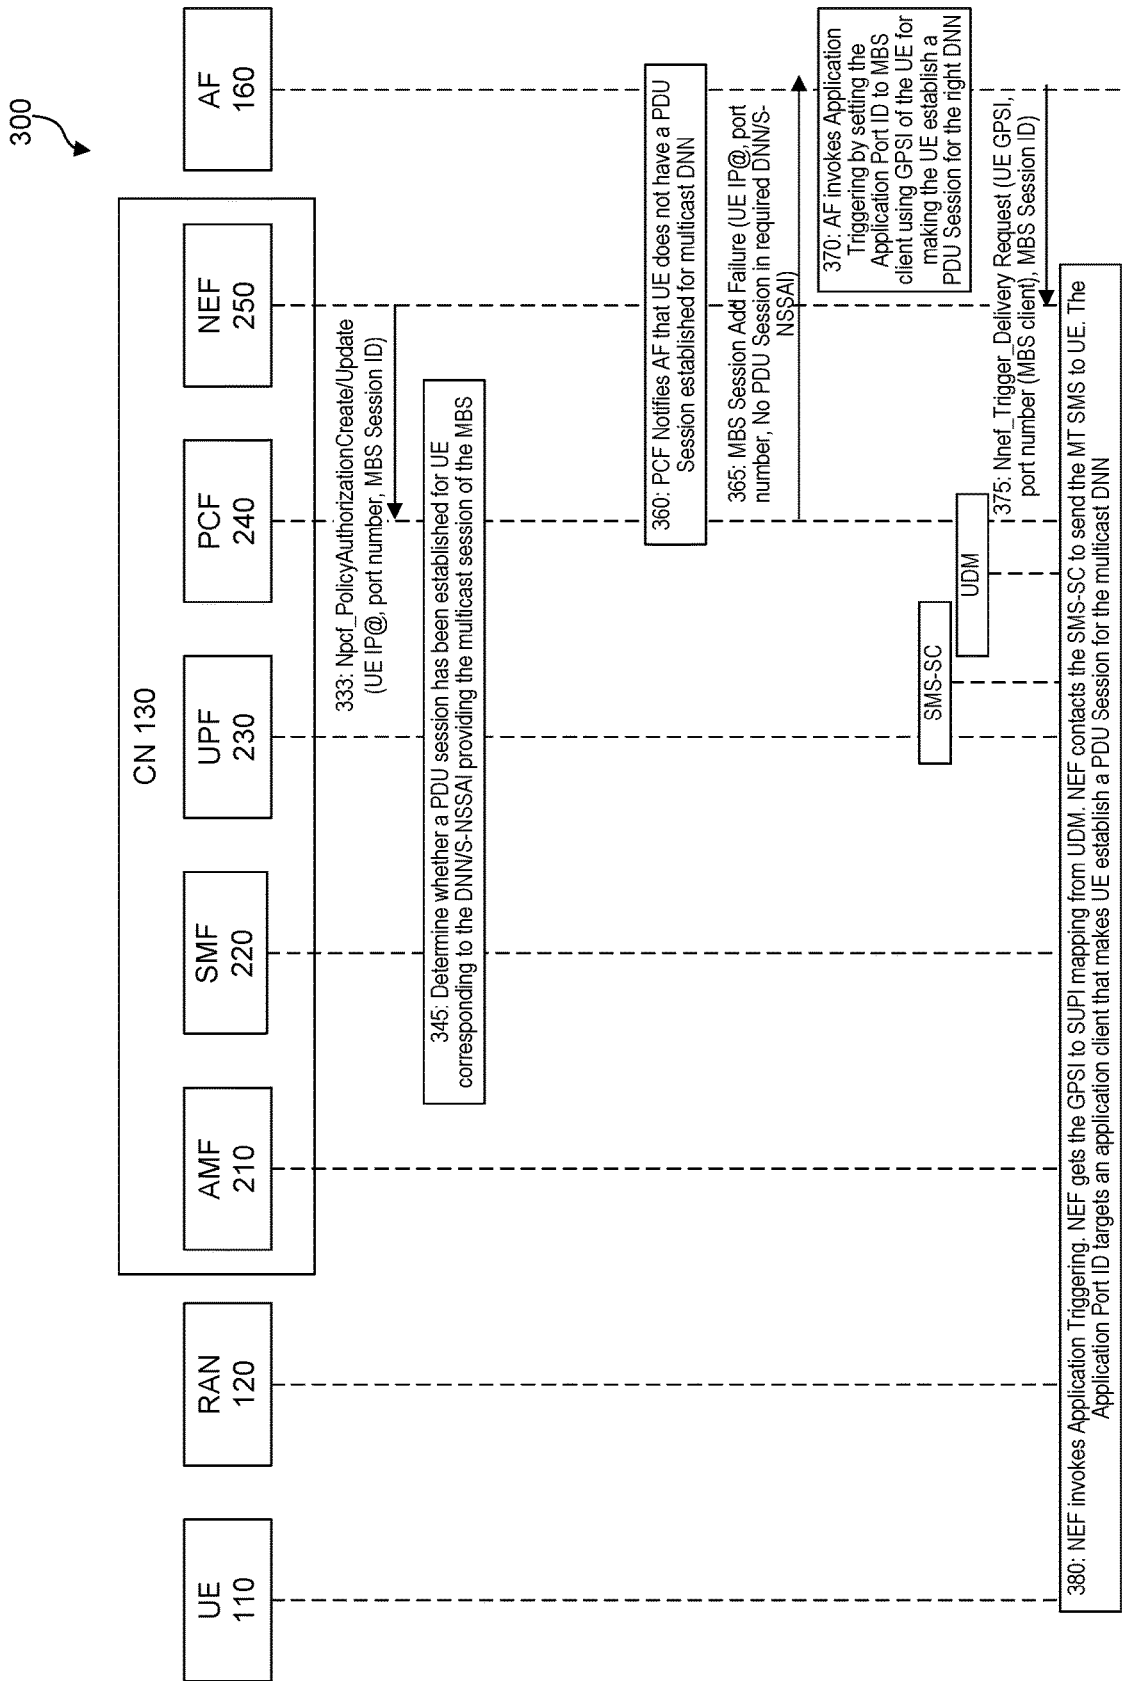 300
CN 130
UE
110
RAN
120
AMF
210
SMF
220
UPF
230
PCF
240
NEF
250
AF
160
333: Npcf_PolicyAuthorizationCreate/Update
(UE IP@, port number, MBS Session ID)
345: Determine whether a PDU session has been established for UE
corresponding to the DNN/S-NSSAI providing the multicast session of the MBS
360: PCF Notifies AF that UE does not have a PDU
Session established for multicast DNN
365: MBS Session Add Failure (UE IP@, port
number, No PDU Session in required DNN/S-
NSSAI)
370: AF invokes Application
Triggering by setting the
Application Port ID to MBS
client using GPSI of the UE for
making the UE establish a
PDU Session for the right DNN
SMS-SC
UDM
375: Nnef_Trigger_Delivery Request (UE GPSI,
port number (MBS client), MBS Session ID)
380: NEF invokes Application Triggering. NEF gets the GPSI to SUPI mapping from UDM. NEF contacts the SMS-SC to send the MT SMS to UE. The
Application Port ID targets an application client that makes UE establish a PDU Session for the multicast DNN